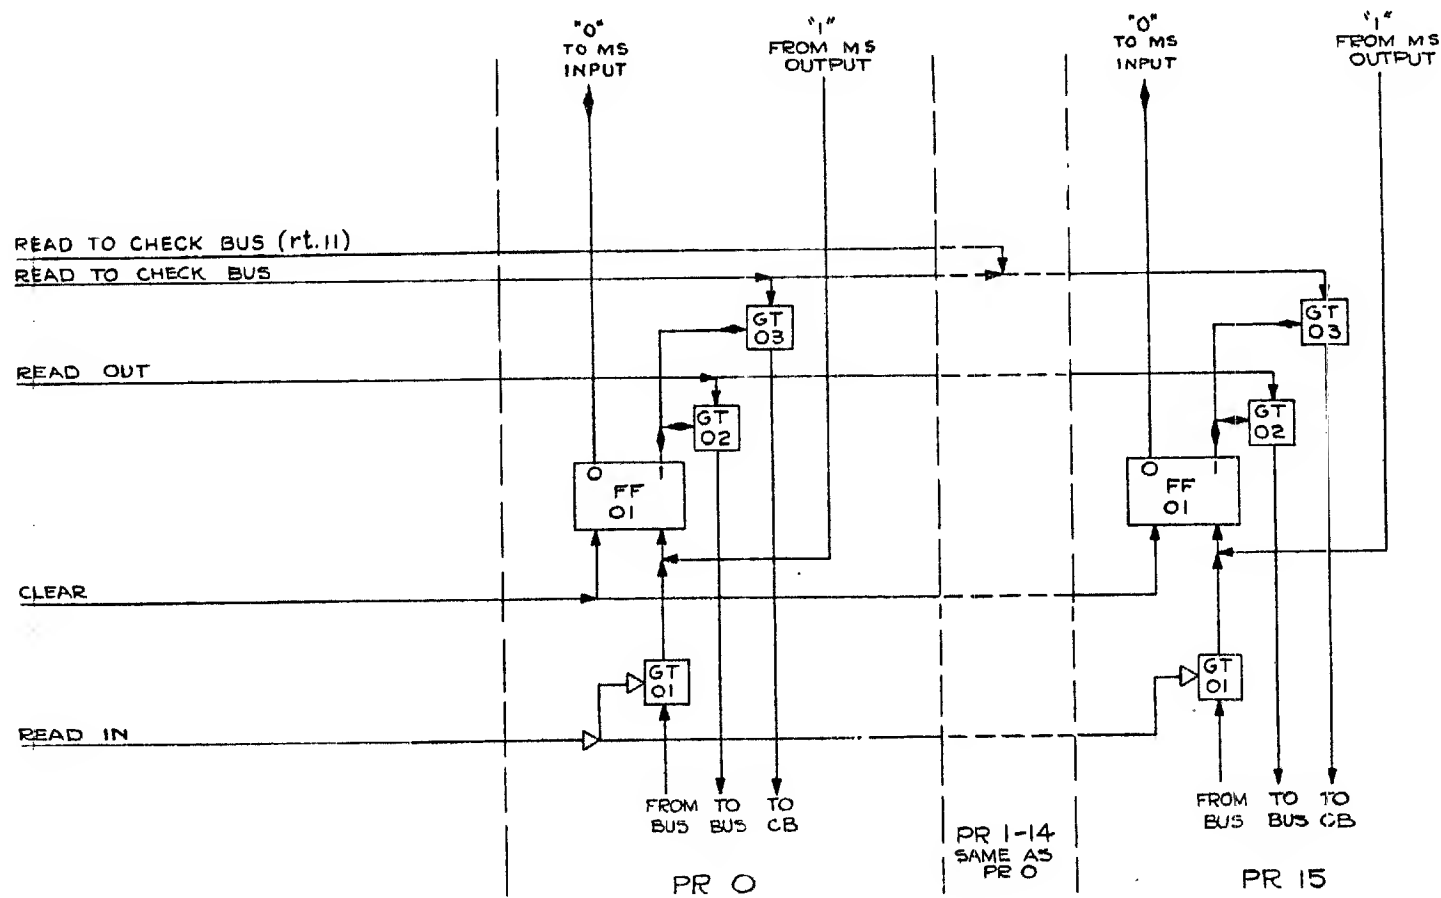 "0"
TO MS
INPUT
"1"
FROM MS
OUTPUT
"0"
TO MS
INPUT
"1"
FROM MS
OUTPUT
READ TO CHECK BUS (rt.11)
READ TO CHECK BUS
GT
03
GT
03
READ OUT
GT
02
GT
02
0 1
FF
01
0 1
FF
01
CLEAR
GT
01
GT
01
READ IN
FROM
BUS
TO
BUS
TO
CB
FROM
BUS
TO
BUS
TO
CB
PR 1-14
SAME AS
PR 0
PR 0
PR 15